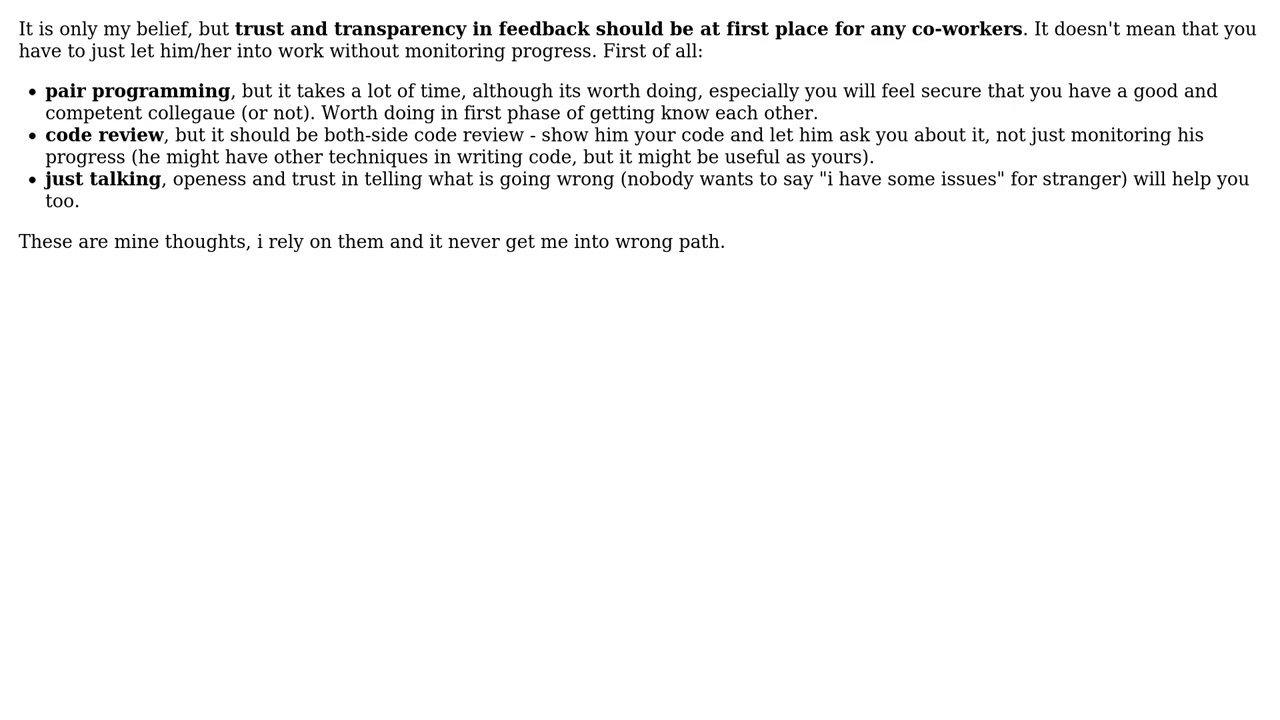 It is only my belief, but trust and transparency in feedback should be at first place for any co-workers. It doesn't mean that you
have to just let him/her into work without monitoring progress. First of all:
• pair programming, but it takes a lot of time, although its worth doing, especially you will feel secure that you have a good and
competent collegaue (or not). Worth doing in first phase of getting know each other.
• code review, but it should be both-side code review - show him your code and let him ask you about it, not just monitoring his
progress (he might have other techniques in writing code, but it might be useful as yours).
• just talking, openess and trust in telling what is going wrong (nobody wants to say "i have some issues" for stranger) will help you
too.
These are mine thoughts, i rely on them and it never get me into wrong path.